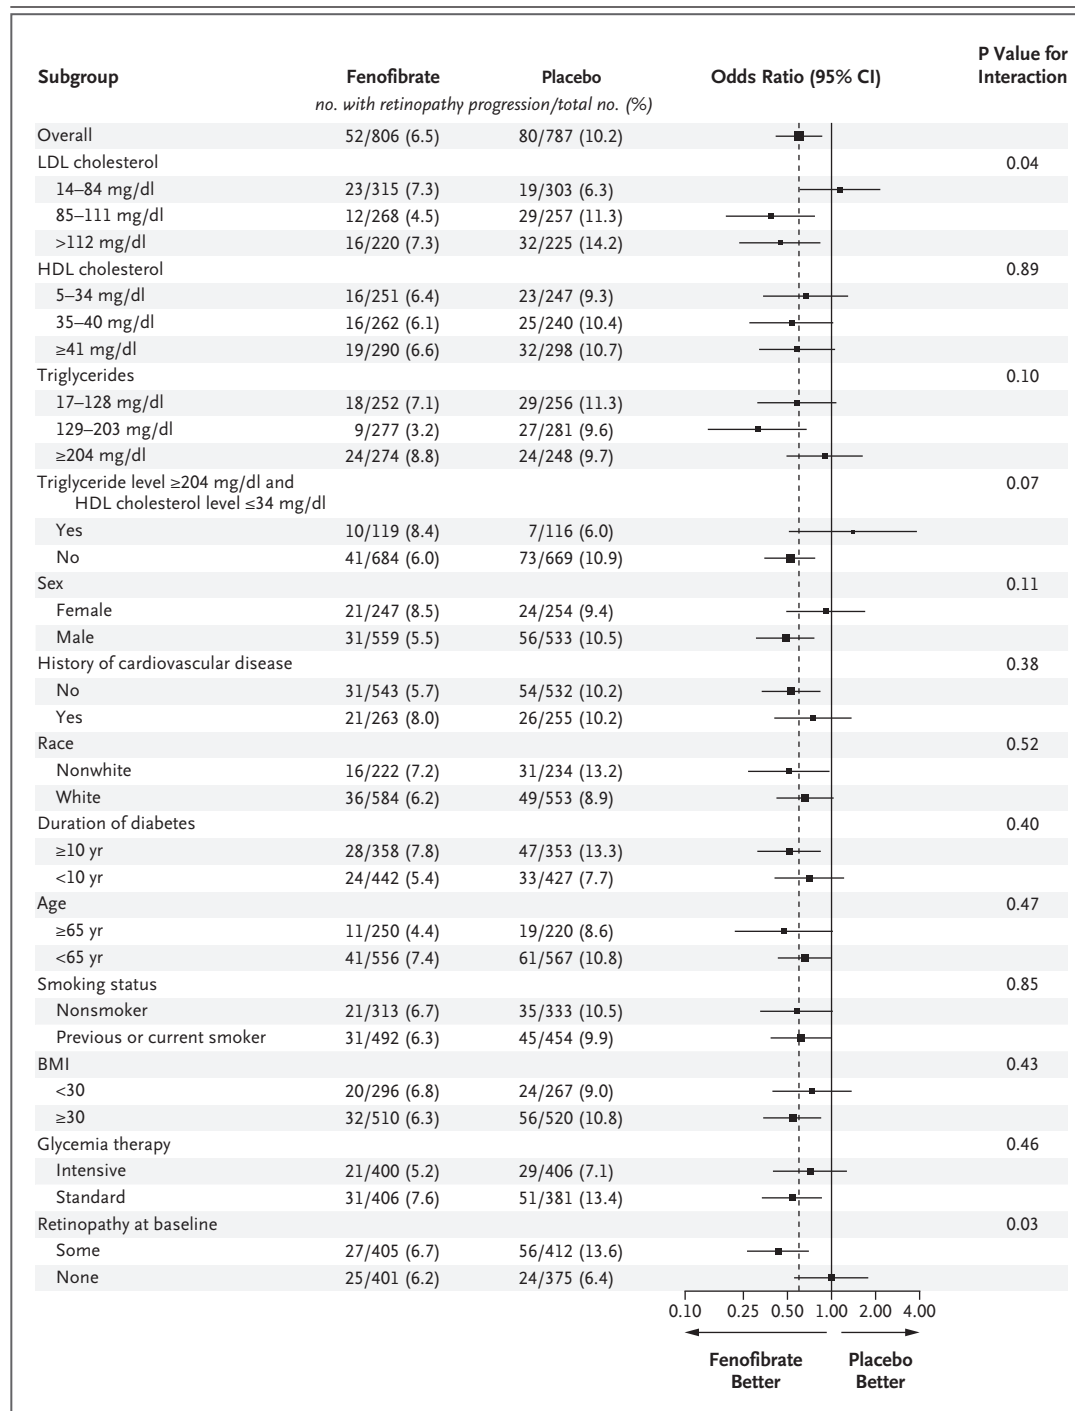 Subgroup Fenofibrate Placebo Odds Ratio (95% CI) P Value for Interaction
no. with retinopathy progression/total no. (%)
Overall 52/806 (6.5) 80/787 (10.2)
LDL cholesterol 0.04
14–84 mg/dl 23/315 (7.3) 19/303 (6.3)
85–111 mg/dl 12/268 (4.5) 29/257 (11.3)
>112 mg/dl 16/220 (7.3) 32/225 (14.2)
HDL cholesterol 0.89
5–34 mg/dl 16/251 (6.4) 23/247 (9.3)
35–40 mg/dl 16/262 (6.1) 25/240 (10.4)
≥41 mg/dl 19/290 (6.6) 32/298 (10.7)
Triglycerides 0.10
17–128 mg/dl 18/252 (7.1) 29/256 (11.3)
129–203 mg/dl 9/277 (3.2) 27/281 (9.6)
≥204 mg/dl 24/274 (8.8) 24/248 (9.7)
Triglyceride level ≥204 mg/dl and 0.07
HDL cholesterol level ≤34 mg/dl
Yes 10/119 (8.4) 7/116 (6.0)
No 41/684 (6.0) 73/669 (10.9)
Sex 0.11
Female 21/247 (8.5) 24/254 (9.4)
Male 31/559 (5.5) 56/533 (10.5)
History of cardiovascular disease 0.38
No 31/543 (5.7) 54/532 (10.2)
Yes 21/263 (8.0) 26/255 (10.2)
Race 0.52
Nonwhite 16/222 (7.2) 31/234 (13.2)
White 36/584 (6.2) 49/553 (8.9)
Duration of diabetes 0.40
≥10 yr 28/358 (7.8) 47/353 (13.3)
<10 yr 24/442 (5.4) 33/427 (7.7)
Age 0.47
≥65 yr 11/250 (4.4) 19/220 (8.6)
<65 yr 41/556 (7.4) 61/567 (10.8)
Smoking status 0.85
Nonsmoker 21/313 (6.7) 35/333 (10.5)
Previous or current smoker 31/492 (6.3) 45/454 (9.9)
BMI 0.43
<30 20/296 (6.8) 24/267 (9.0)
≥30 32/510 (6.3) 56/520 (10.8)
Glycemia therapy 0.46
Intensive 21/400 (5.2) 29/406 (7.1)
Standard 31/406 (7.6) 51/381 (13.4)
Retinopathy at baseline 0.03
Some 27/405 (6.7) 56/412 (13.6)
None 25/401 (6.2) 24/375 (6.4)
0.10 0.25 0.50 1.00 2.00 4.00
Fenofibrate Placebo
Better Better